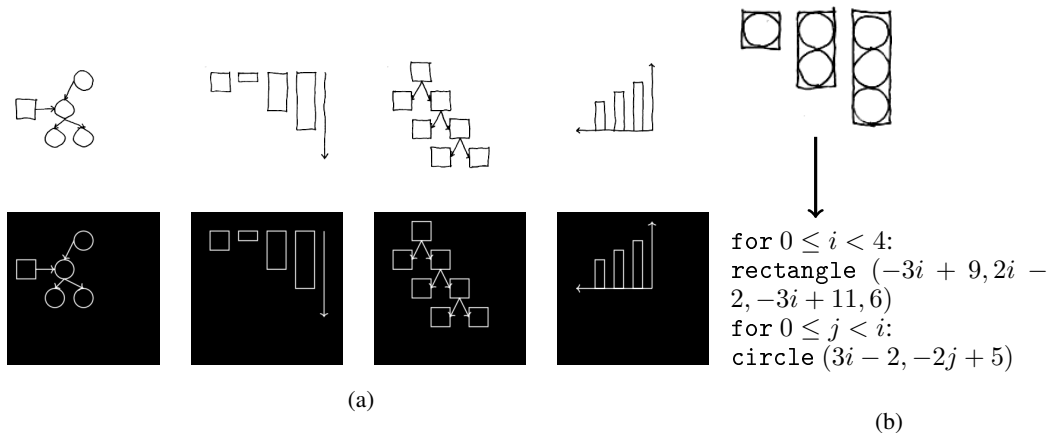 for 0 ≤ i < 4:
rectangle (−3i + 9, 2i −
2, −3i + 11, 6)
for 0 ≤ j < i:
circle (3i − 2, −2j + 5)
(a)
(b)